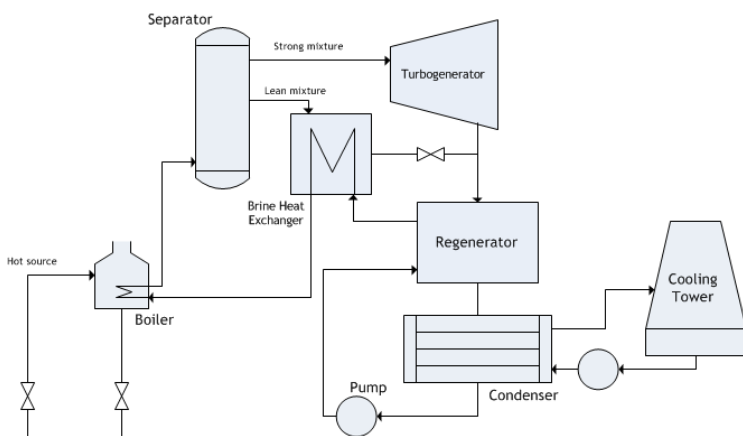 Separator
Strong mixture
Turbogenerator
Lean mixture
Brine Heat
Exchanger
Regenerator
Hot source
Cooling
Tower
Boiler
Pump
Condenser